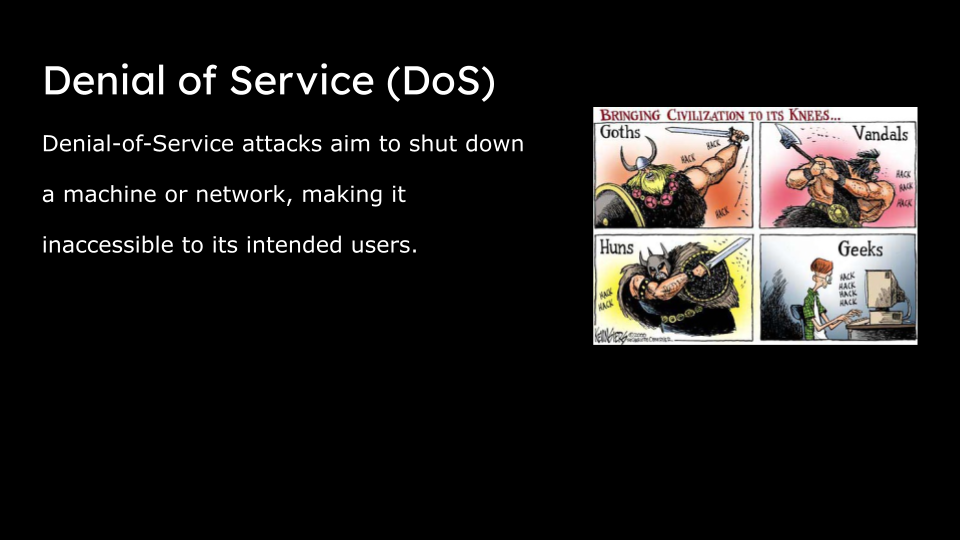 Denial of Service (DoS)
Denial-of-Service attacks aim to shut down
a machine or network, making it
inaccessible to its intended users.
BRINGING CIVILIZATION TO ITS KNEES...
Goths
HACK
HACK
HACK
Vandals
HACK
HACK
HACK
Huns
HACK
HACK
Geeks
HACK
HACK
HACK
HACK